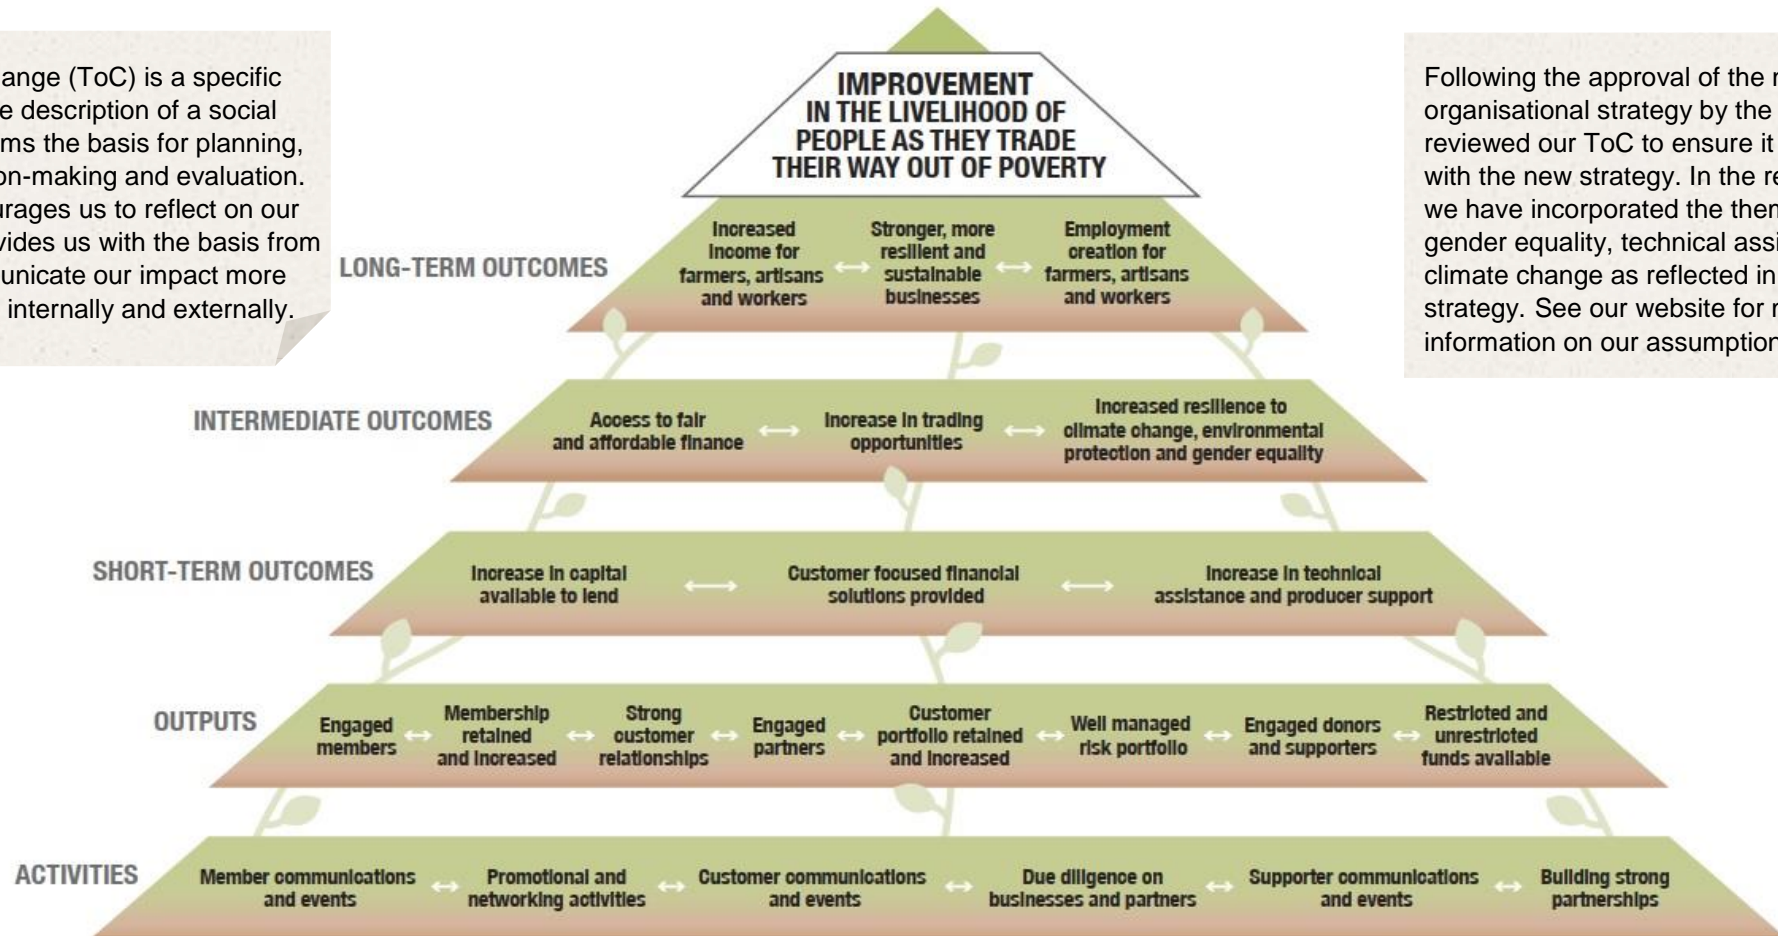 ange (ToC) is a specific
e description of a social
ms the basis for planning,
on-making and evaluation.
urages us to reflect on our
vides us with the basis from
unicate our impact more
internally and externally.
IMPROVEMENT
IN THE LIVELIHOOD OF
PEOPLE AS THEY TRADE
THEIR WAY OUT OF POVERTY
Following the approval of the
organisational strategy by the
reviewed our ToC to ensure it
with the new strategy. In the re
we have incorporated the them
gender equality, technical assi
climate change as reflected in
strategy. See our website for
information on our assumption
LONG-TERM OUTCOMES
Increased
income for
farmers, artisans
and workers
Stronger, more
resilient and
sustainable
businesses
Employment
creation for
farmers, artisans
and workers
INTERMEDIATE OUTCOMES
Access to fair
and affordable finance
Increase in trading
opportunities
Increased resilience to
climate change, environmental
protection and gender equality
SHORT-TERM OUTCOMES
Increase in capital
available to lend
Customer focused financial
solutions provided
Increase in technical
assistance and producer support
OUTPUTS
Engaged
members
Membership
retained
and increased
Strong
customer
relationships
Engaged
partners
Customer
portfolio retained
and increased
Well managed
risk portfolio
Engaged donors
and supporters
Restricted and
unrestricted
funds available
ACTIVITIES
Member communications
and events
Promotional and
networking activities
Customer communications
and events
Due diligence on
businesses and partners
Supporter communications
and events
Building strong
partnerships